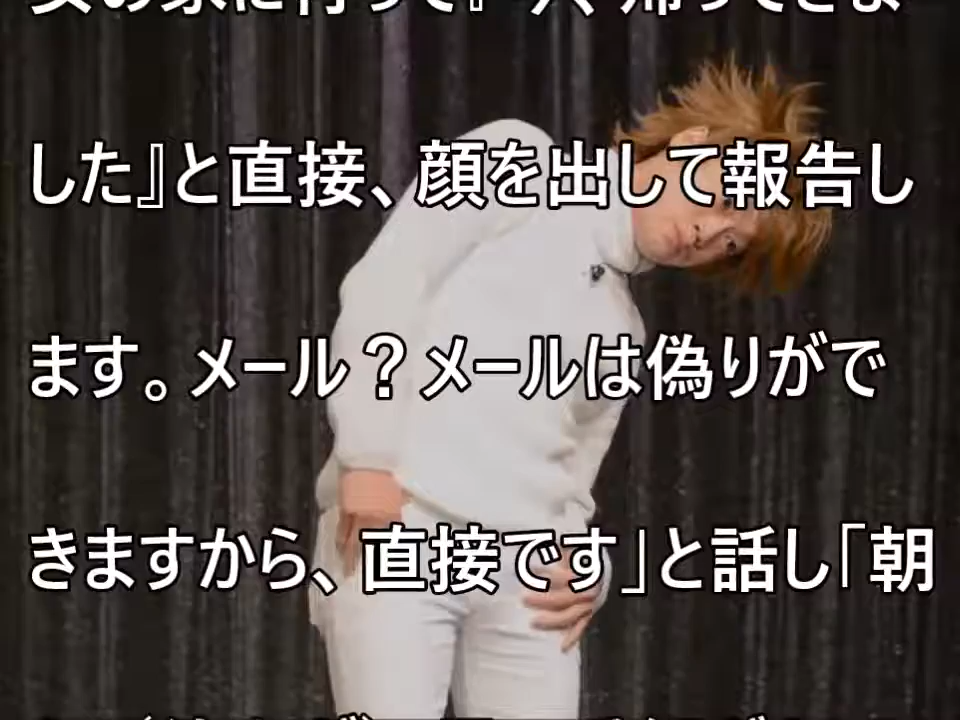 した』と直接、顔を出して報告し
ます。メール？メールは偽りがで
きますから、直接です」と話し「朝